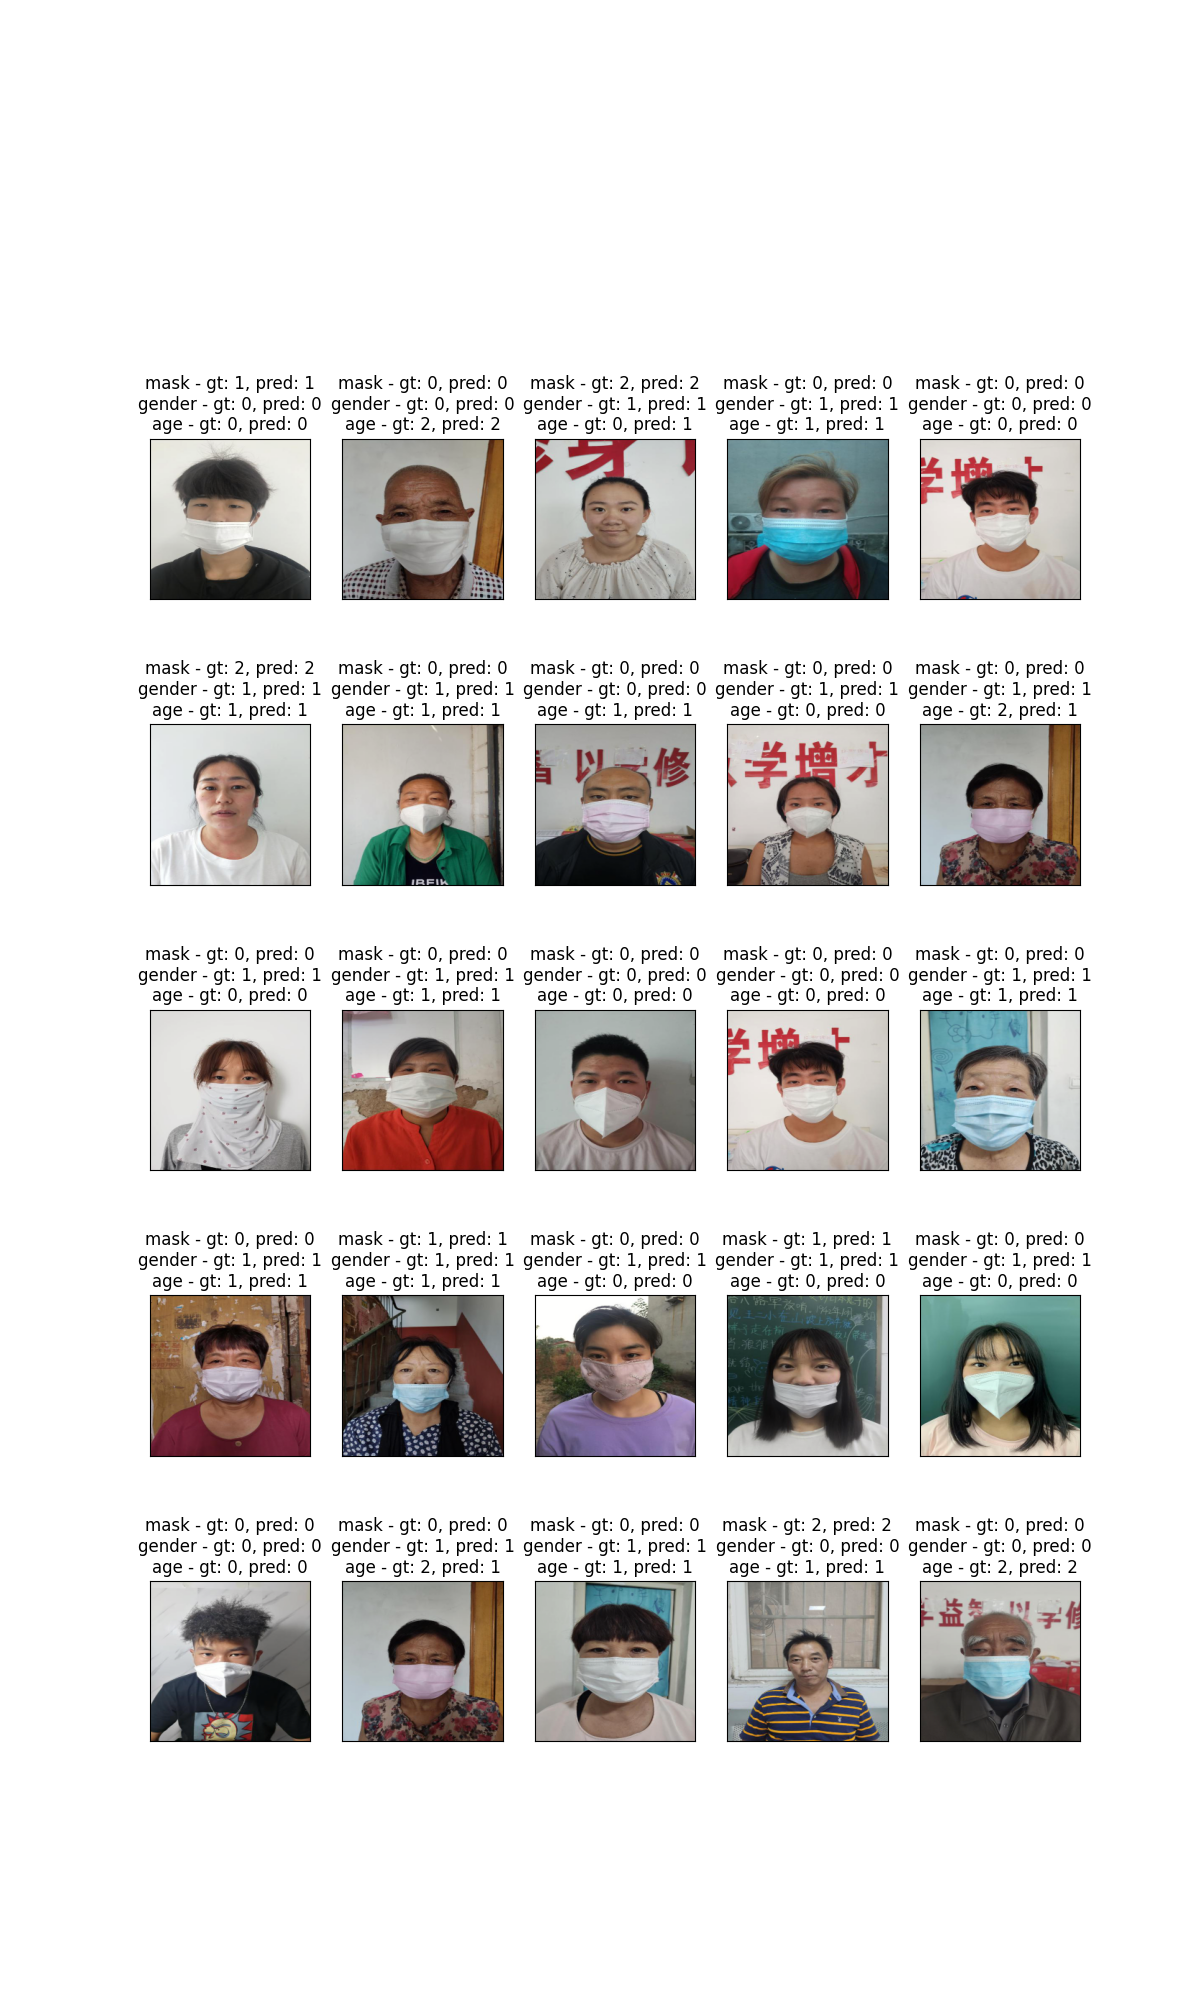 mask - gt: 1, pred: 1
gender - gt: 0, pred: 0
age - gt: 0, pred: 0
mask - gt: 0, pred: 0
gender - gt: 0, pred: 0
age - gt: 2, pred: 2
mask - gt: 2, pred: 2
gender - gt: 1, pred: 1
age - gt: 0, pred: 1
mask - gt: 0, pred: 0
gender - gt: 1, pred: 1
age - gt: 1, pred: 1
mask - gt: 0, pred: 0
gender - gt: 0, pred: 0
age - gt: 0, pred: 0
身
学增
mask - gt: 2, pred: 2
gender - gt: 1, pred: 1
age - gt: 1, pred: 1
mask - gt: 0, pred: 0
gender - gt: 1, pred: 1
age - gt: 1, pred: 1
mask - gt: 0, pred: 0
gender - gt: 0, pred: 0
age - gt: 1, pred: 1
mask - gt: 0, pred: 0
gender - gt: 1, pred: 1
age - gt: 0, pred: 0
mask - gt: 0, pred: 0
gender - gt: 1, pred: 1
age - gt: 2, pred: 1
以学修
学增才
mask - gt: 0, pred: 0
gender - gt: 1, pred: 1
age - gt: 0, pred: 0
mask - gt: 0, pred: 0
gender - gt: 1, pred: 1
age - gt: 1, pred: 1
mask - gt: 0, pred: 0
gender - gt: 0, pred: 0
age - gt: 0, pred: 0
mask - gt: 0, pred: 0
gender - gt: 0, pred: 0
age - gt: 0, pred: 0
mask - gt: 0, pred: 0
gender - gt: 1, pred: 1
age - gt: 1, pred: 1
学增
mask - gt: 0, pred: 0
gender - gt: 1, pred: 1
age - gt: 1, pred: 1
mask - gt: 1, pred: 1
gender - gt: 1, pred: 1
age - gt: 1, pred: 1
mask - gt: 0, pred: 0
gender - gt: 1, pred: 1
age - gt: 0, pred: 0
mask - gt: 1, pred: 1
gender - gt: 1, pred: 1
age - gt: 0, pred: 0
mask - gt: 0, pred: 0
gender - gt: 1, pred: 1
age - gt: 0, pred: 0
mask - gt: 0, pred: 0
gender - gt: 0, pred: 0
age - gt: 0, pred: 0
mask - gt: 0, pred: 0
gender - gt: 1, pred: 1
age - gt: 2, pred: 1
mask - gt: 0, pred: 0
gender - gt: 1, pred: 1
age - gt: 1, pred: 1
mask - gt: 2, pred: 2
gender - gt: 0, pred: 0
age - gt: 1, pred: 1
mask - gt: 0, pred: 0
gender - gt: 0, pred: 0
age - gt: 2, pred: 2
学益智 以学修